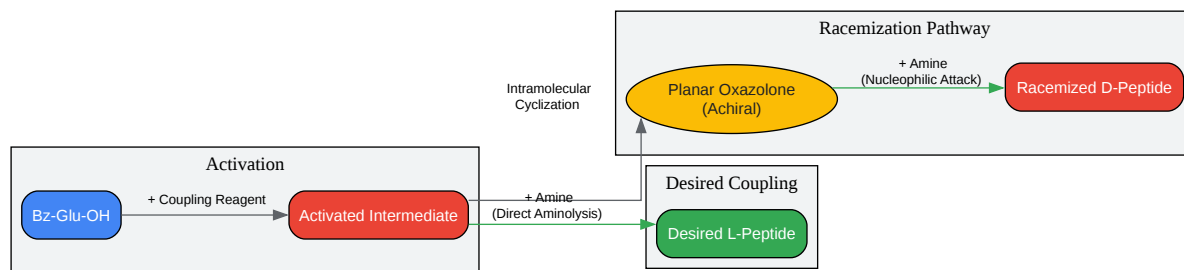 Racemization Pathway
+ Amine
(Nucleophilic Attack)
Planar Oxazolone
(Achiral)
Racemized D-Peptide
Intramolecular
Cyclization
Activation
Desired Coupling
Bz-Glu-OH
+ Coupling Reagent
Activated Intermediate
+ Amine
(Direct Aminolysis)
Desired L-Peptide